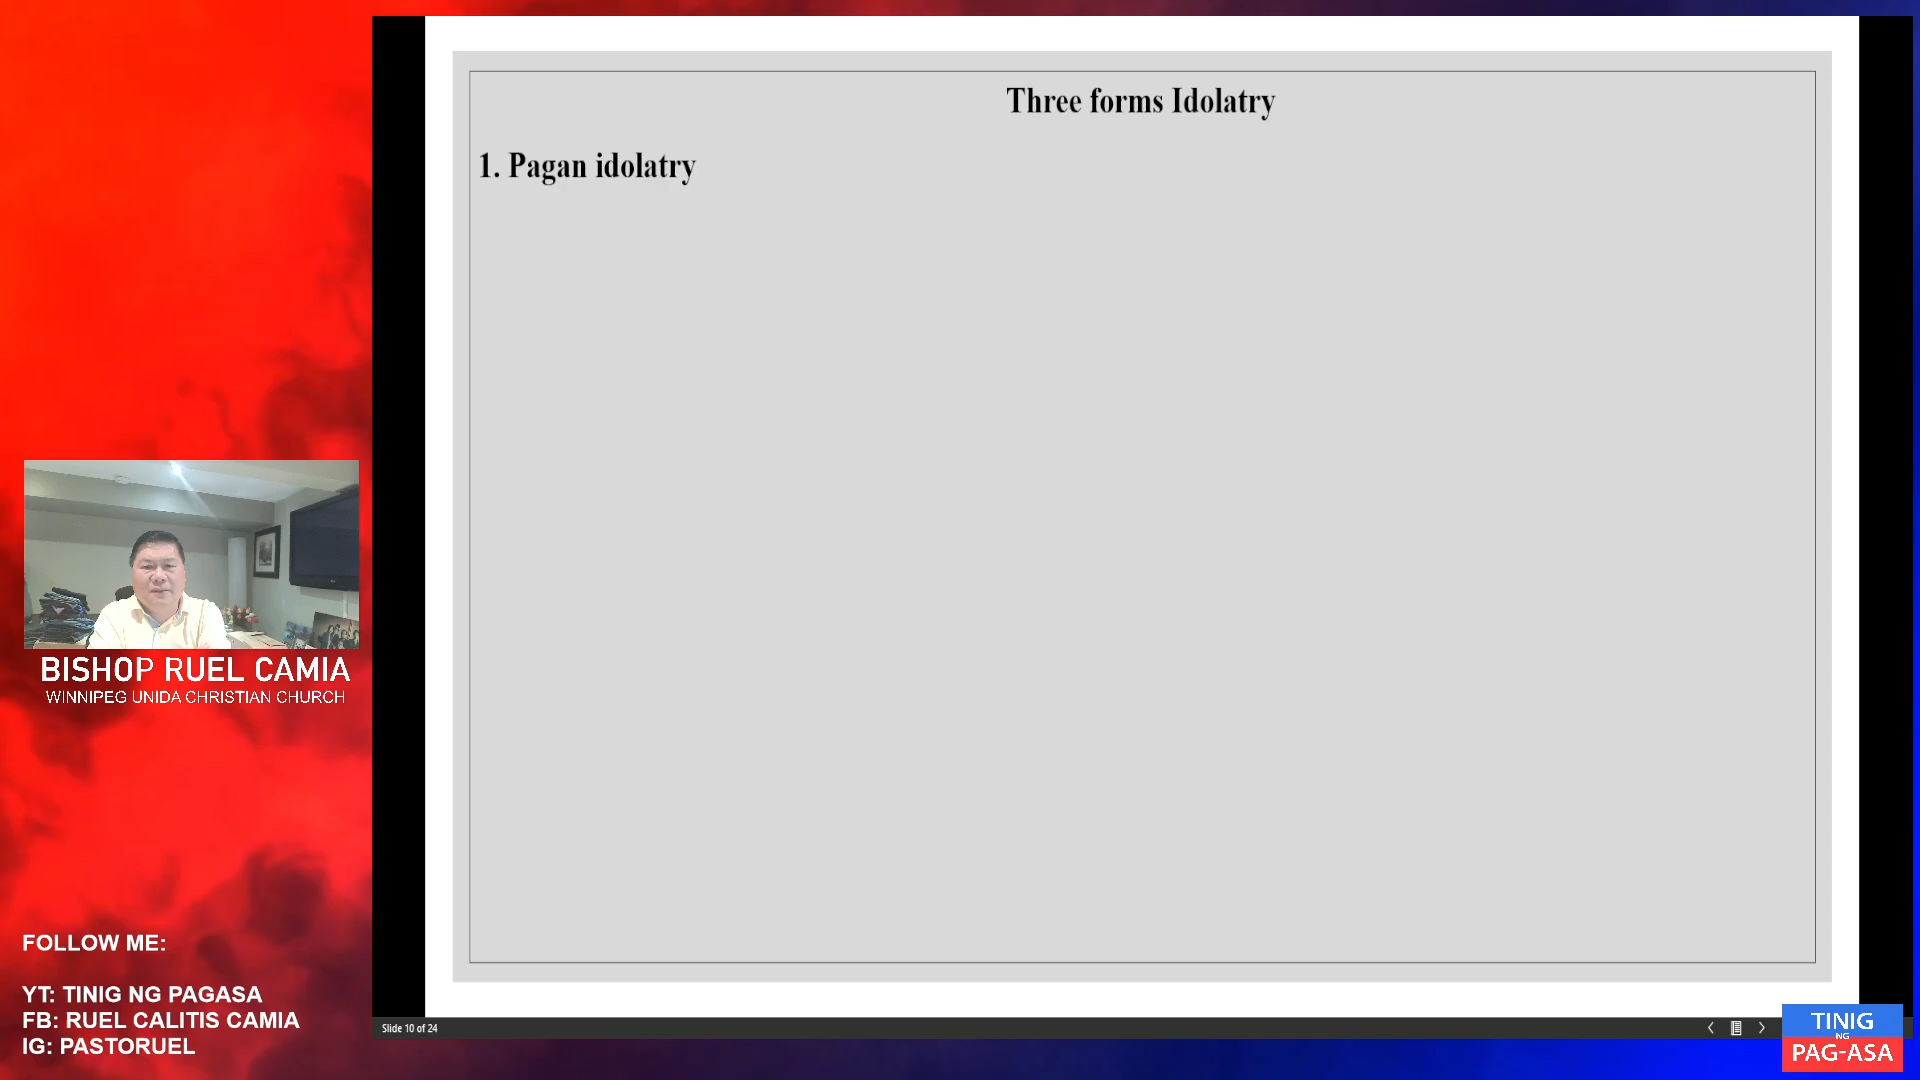 Three forms Idolatry
1. Pagan idolatry
BISHOP RUEL CAMIA
WINNIPEG UNIDA CHRISTIAN CHURCH
FOLLOW ME:
YT: TINIG NG PAGASA
FB: RUEL CALITIS CAMIA
IG: PASTORUEL
Slide 10 of 24
TINIG
NG
PAG-ASA